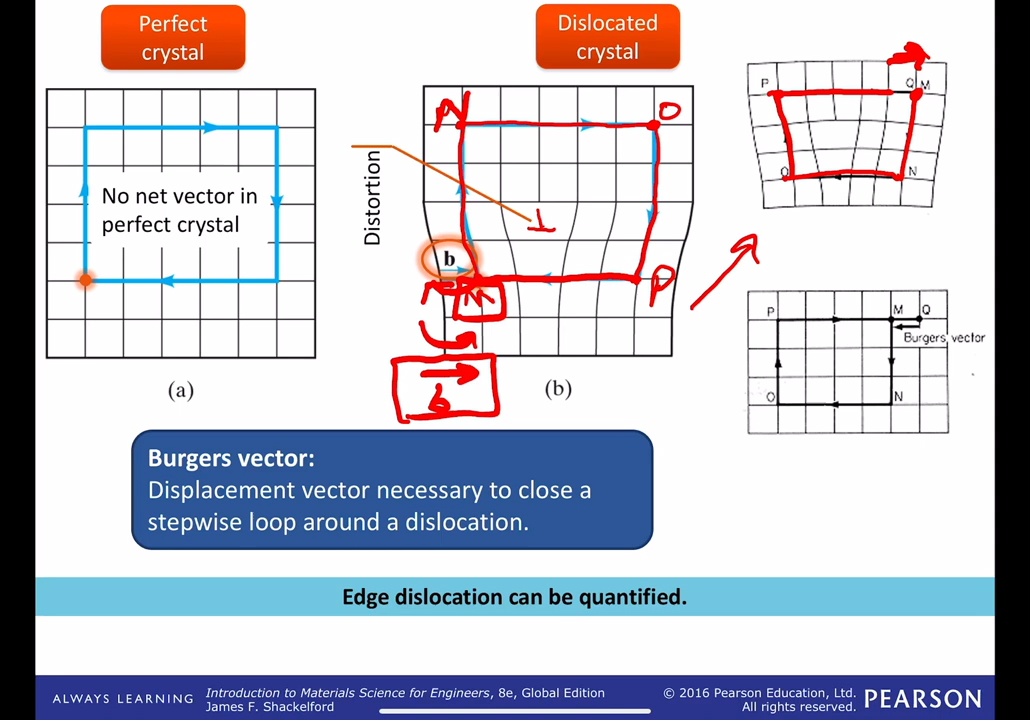 Perfect
crystal
Dislocated
crystal
No net vector in
perfect crystal
Distortion
N
O
P
b
b
(a)
(b)
P
Q M
O
N
P
M
Q
Burgers vector
O
N
Burgers vector:
Displacement vector necessary to close a
stepwise loop around a dislocation.
Edge dislocation can be quantified.
ALWAYS LEARNING
Introduction to Materials Science for Engineers, 8e, Global Edition
James F. Shackelford
© 2016 Pearson Education, Ltd.
All rights reserved.
PEARSON